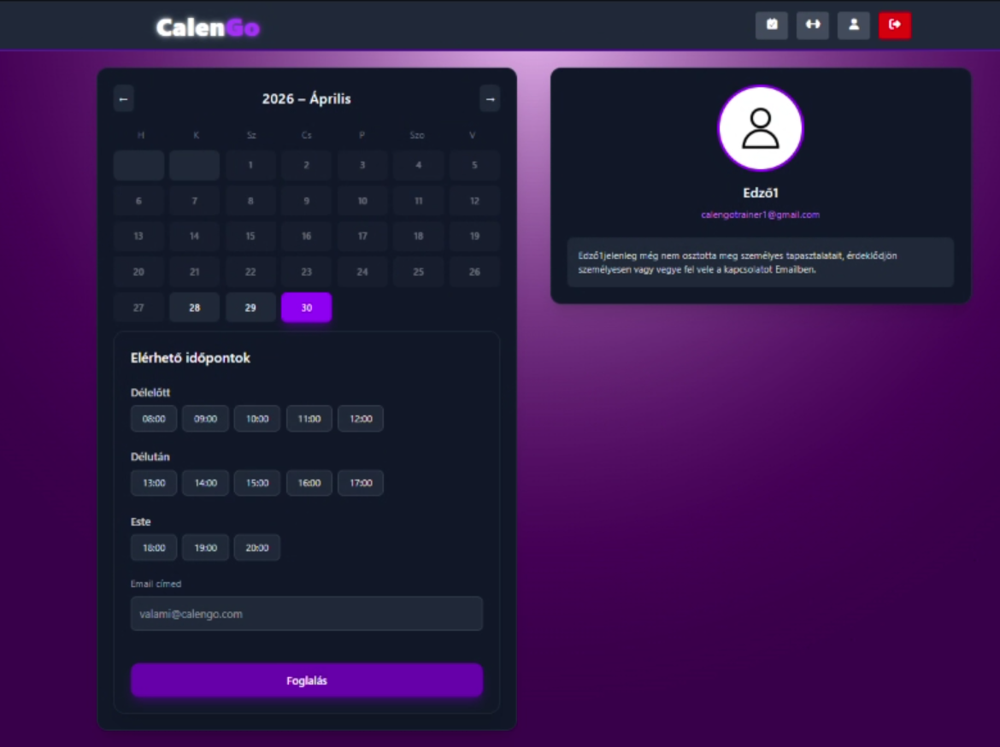 CalenGo
←
2026 – Április
→
H K Sz Cs P Szo V
1 2 3 4 5
6 7 8 9 10 11 12
13 14 15 16 17 18 19
20 21 22 23 24 25 26
27 28 29 30
Elérhető időpontok
Délelőtt
08:00 09:00 10:00 11:00 12:00
Délután
13:00 14:00 15:00 16:00 17:00
Este
18:00 19:00 20:00
Email címed
valami@calengo.com
Foglalás
Edző1
calengotrainer1@gmail.com
Edző1jelenleg még nem osztotta meg személyes tapasztalatait, érdeklődjön
személyesen vagy vegye fel vele a kapcsolatot Emailben.